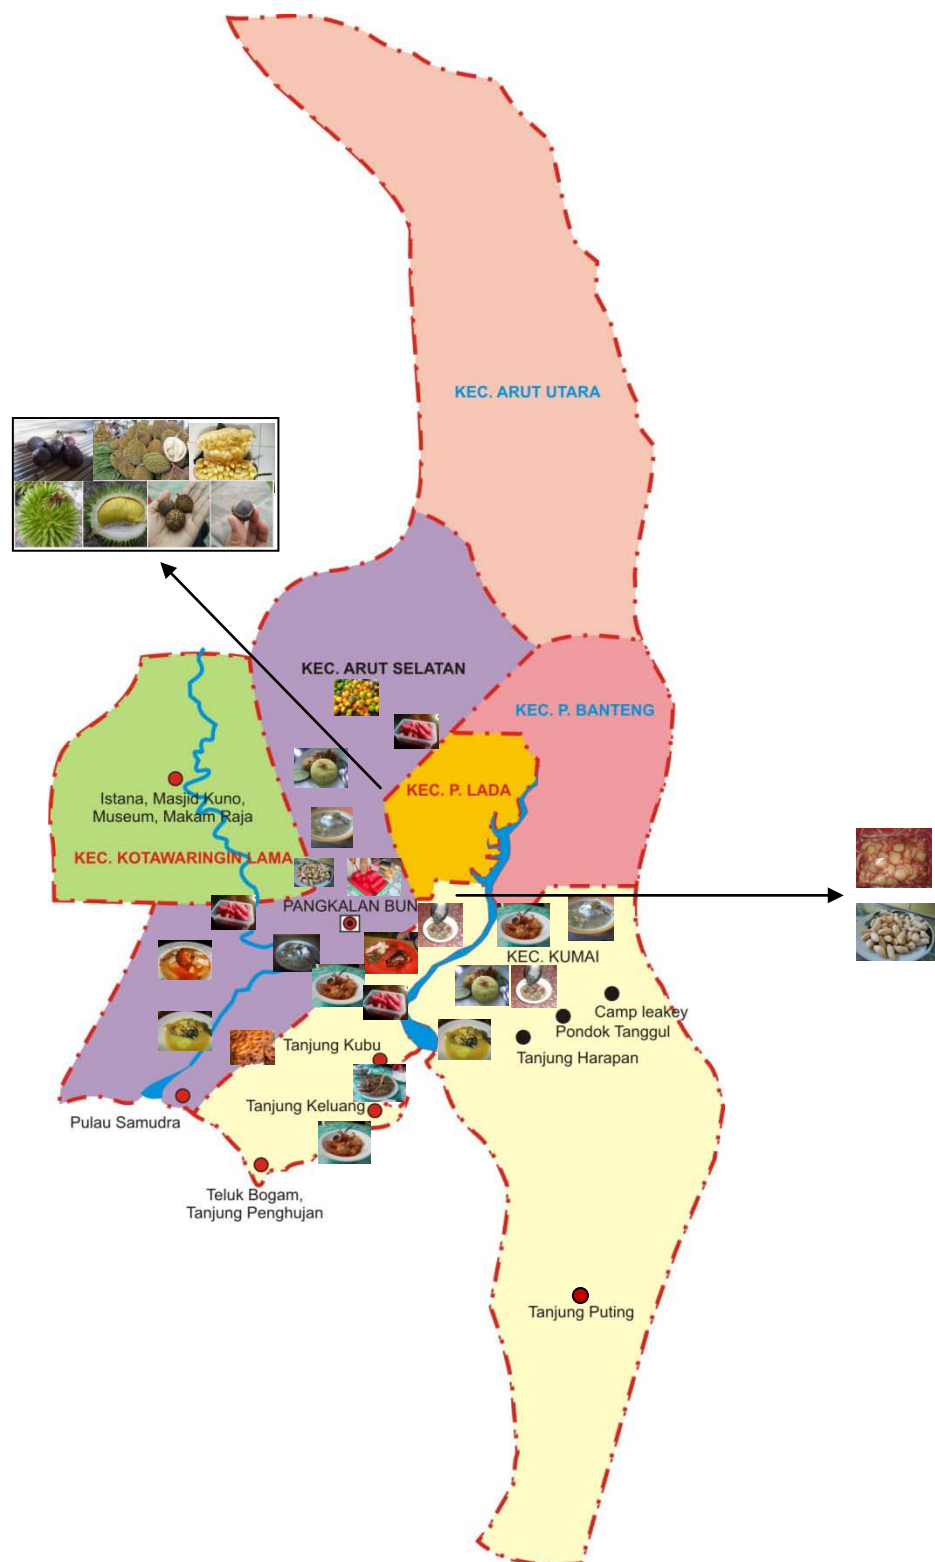 KEC. ARUT UTARA
KEC. ARUT SELATAN
KEC. P. BANTENG
KEC. P. LADA
Istana, Masjid Kuno,
Museum, Makam Raja
KEC. KOTAWARINGIN LAMA
PANGKALAN BUN
KEC. KUMAI
Camp leakey
Pondok Tanggul
Tanjung Harapan
Tanjung Kubu
Tanjung Keluang
Pulau Samudra
Teluk Bogam,
Tanjung Penghujan
Tanjung Puting